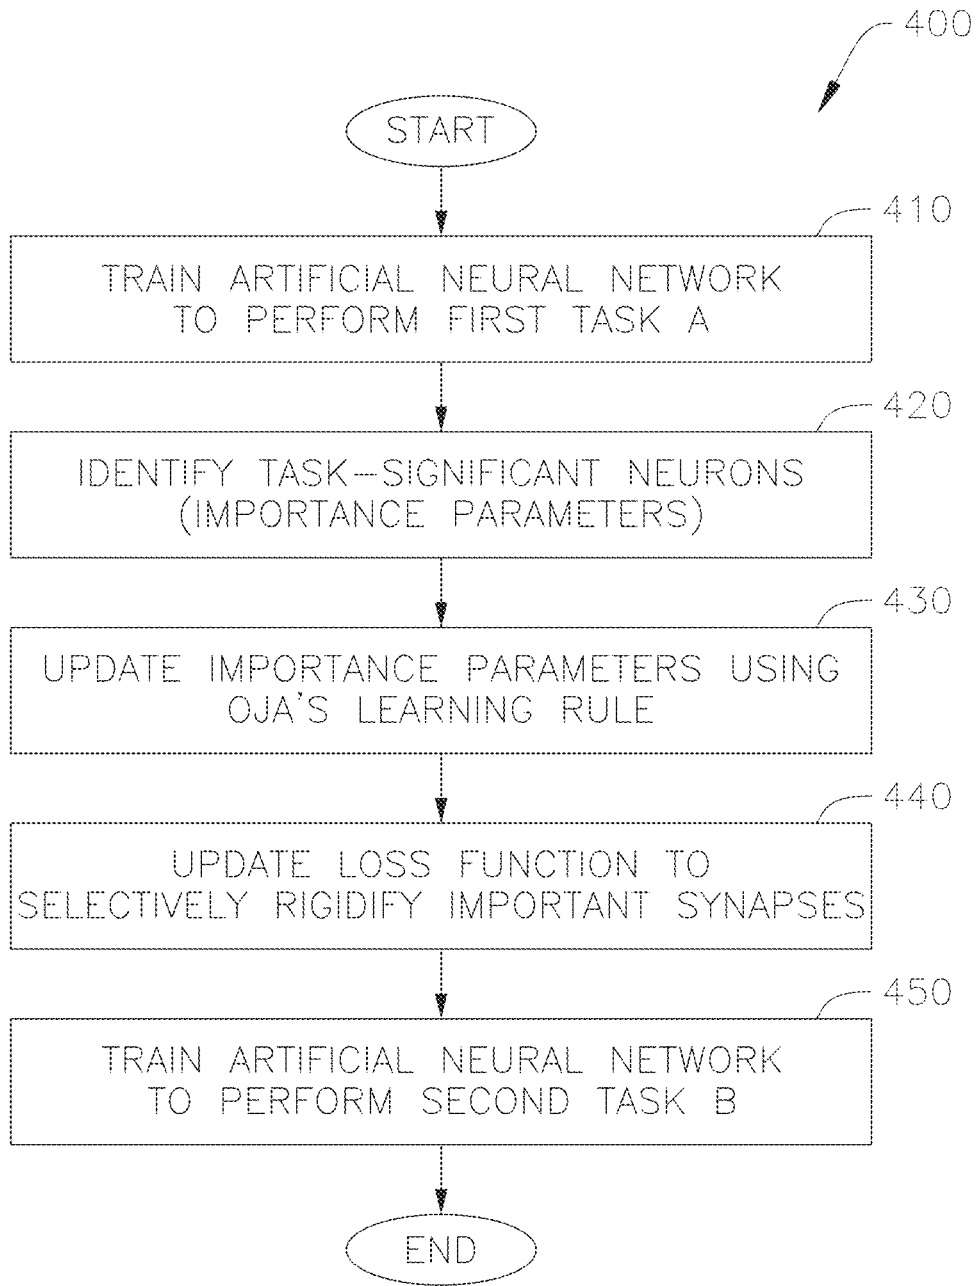 400
START
410
TRAIN ARTIFICIAL NEURAL NETWORK
TO PERFORM FIRST TASK A
420
IDENTIFY TASK-SIGNIFICANT NEURONS
(IMPORTANCE PARAMETERS)
430
UPDATE IMPORTANCE PARAMETERS USING
OJA'S LEARNING RULE
440
UPDATE LOSS FUNCTION TO
SELECTIVELY RIGIDIFY IMPORTANT SYNAPSES
450
TRAIN ARTIFICIAL NEURAL NETWORK
TO PERFORM SECOND TASK B
END